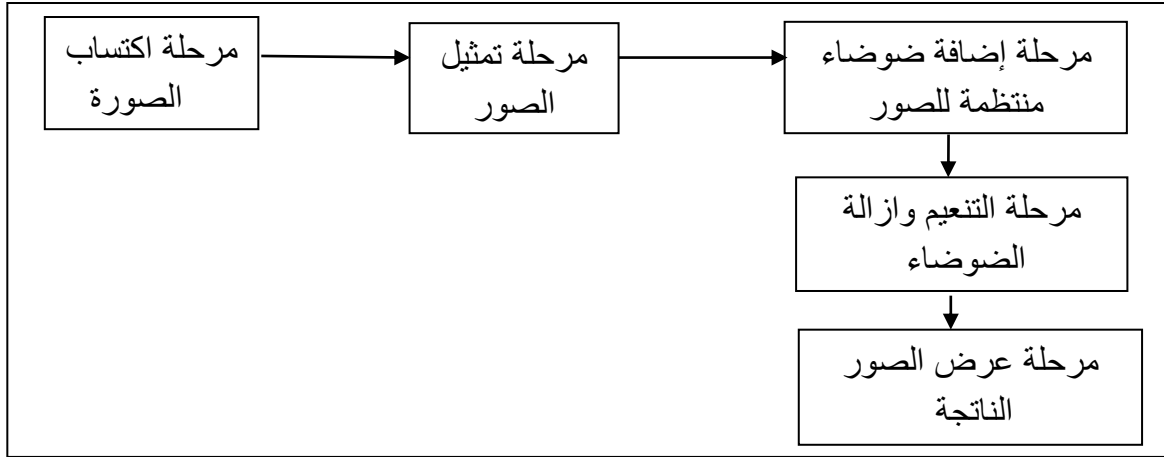 مرحلة اكتساب
الصورة
مرحلة تمثيل
الصور
مرحلة إضافة ضوضاء
منتظمة للصور
مرحلة التنعيم وازالة
الضوضاء
مرحلة عرض الصور
الناتجة